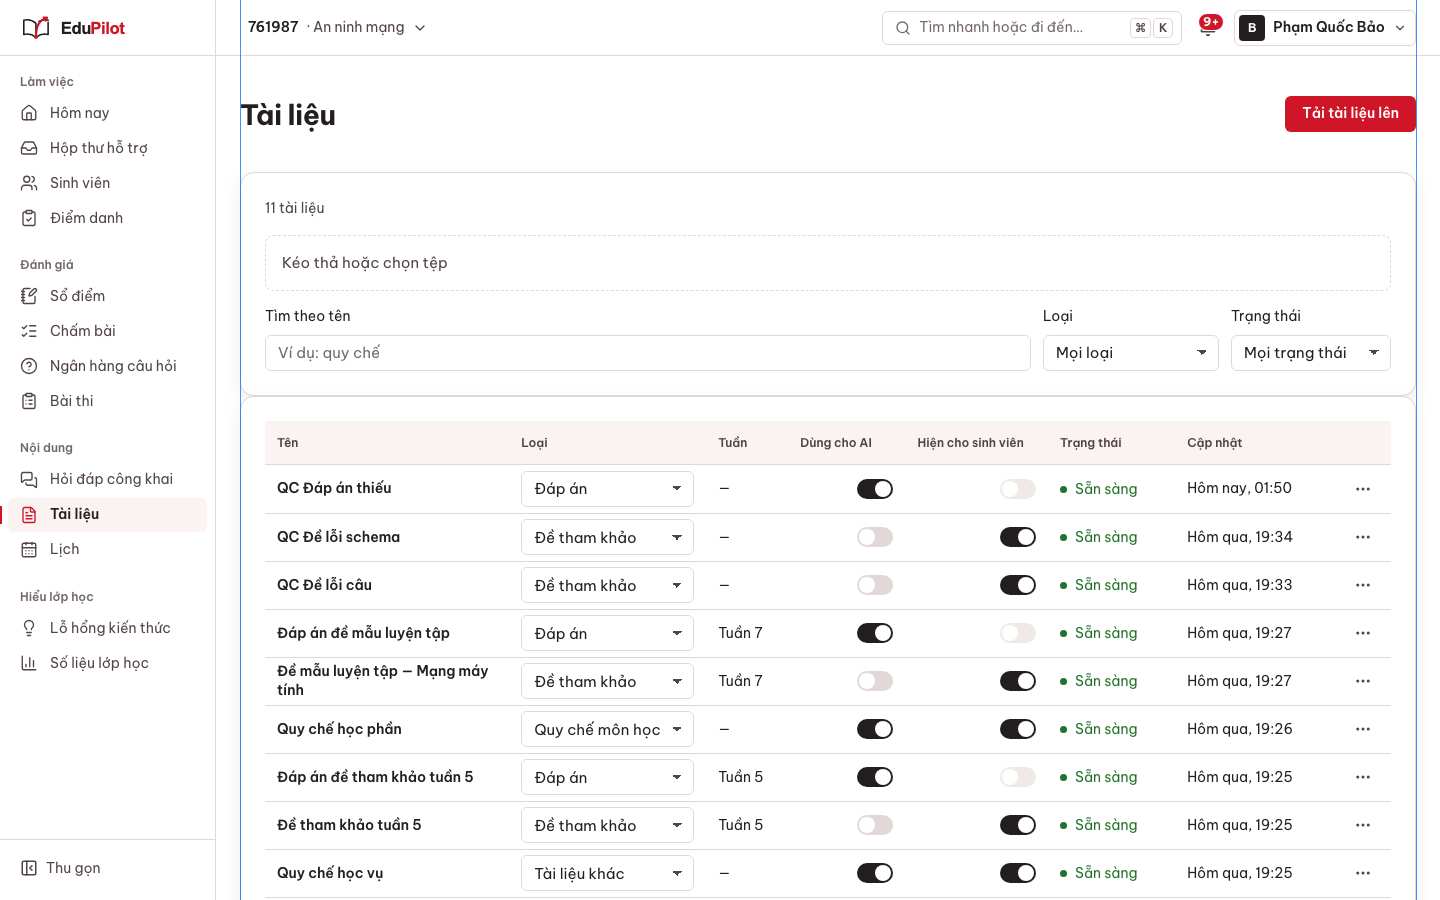 EduPilot
761987 · An ninh mạng
Tìm nhanh hoặc đi đến...
⌘ K
9+
B Phạm Quốc Bảo
Làm việc
Hôm nay
Hộp thư hỗ trợ
Sinh viên
Điểm danh
Đánh giá
Sổ điểm
Chấm bài
Ngân hàng câu hỏi
Bài thi
Nội dung
Hỏi đáp công khai
Tài liệu
Lịch
Hiểu lớp học
Lỗ hổng kiến thức
Số liệu lớp học
Thu gọn
Tài liệu
Tải tài liệu lên
11 tài liệu
Kéo thả hoặc chọn tệp
Tìm theo tên Loại Trạng thái
Ví dụ: quy chế Mọi loại Mọi trạng thái
Tên Loại Tuần Dùng cho AI Hiện cho sinh viên Trạng thái Cập nhật
QC Đáp án thiếu Đáp án — Sẵn sàng Hôm nay, 01:50
QC Đề lỗi schema Đề tham khảo — Sẵn sàng Hôm qua, 19:34
QC Đề lỗi câu Đề tham khảo — Sẵn sàng Hôm qua, 19:33
Đáp án đề mẫu luyện tập Đáp án Tuần 7 Sẵn sàng Hôm qua, 19:27
Đề mẫu luyện tập — Mạng máy
tính Đề tham khảo Tuần 7 Sẵn sàng Hôm qua, 19:27
Quy chế học phần Quy chế môn học — Sẵn sàng Hôm qua, 19:26
Đáp án đề tham khảo tuần 5 Đáp án Tuần 5 Sẵn sàng Hôm qua, 19:25
Đề tham khảo tuần 5 Đề tham khảo Tuần 5 Sẵn sàng Hôm qua, 19:25
Quy chế học vụ Tài liệu khác — Sẵn sàng Hôm qua, 19:25